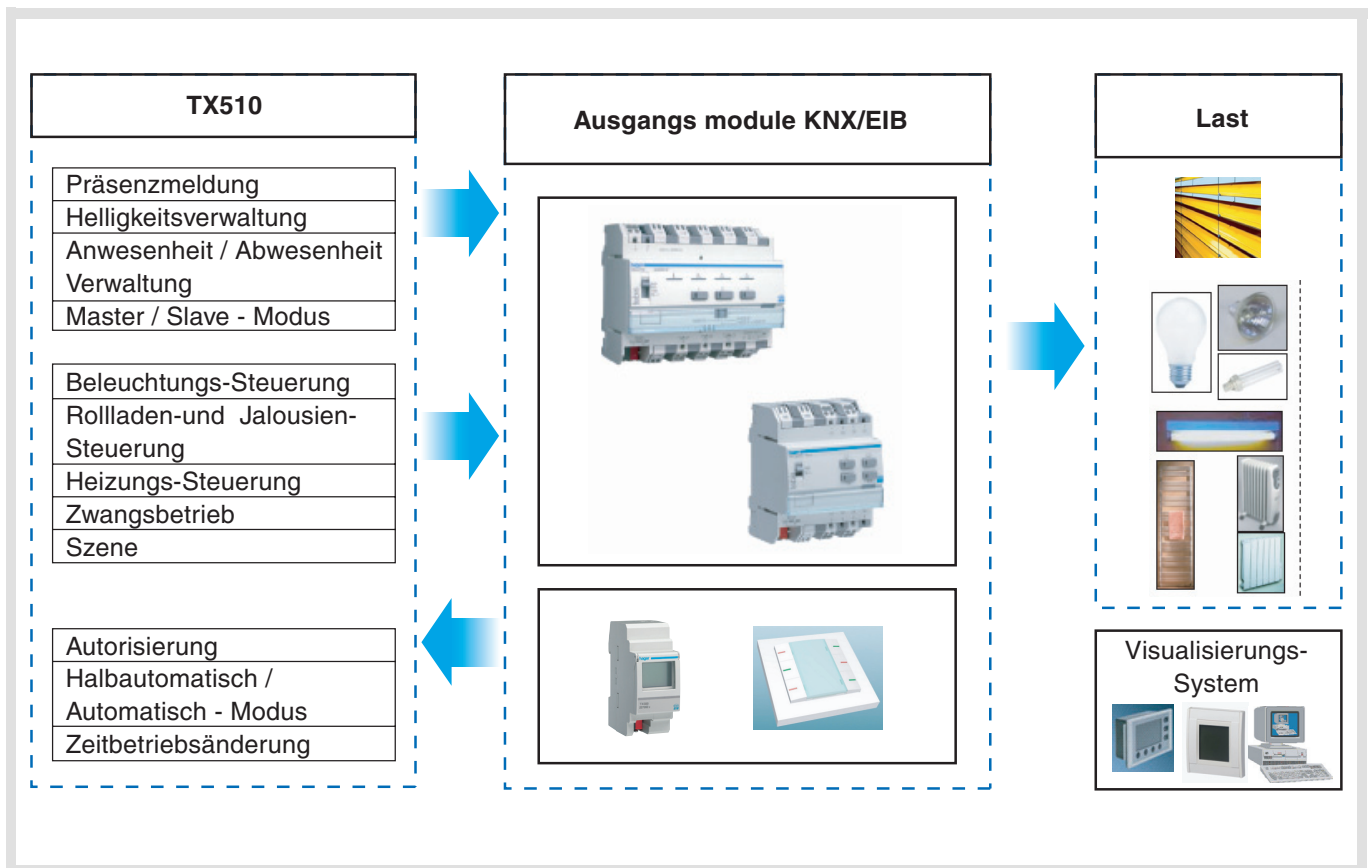 TX510
Präsenzmeldung
Helligkeitsverwaltung
Anwesenheit / Abwesenheit
Verwaltung
Master / Slave - Modus
Beleuchtungs-Steuerung
Rollladen-und Jalousien-
Steuerung
Heizungs-Steuerung
Zwangsbetrieb
Szene
Autorisierung
Halbautomatisch /
Automatisch - Modus
Zeitbetriebsänderung
Ausgangs module KNX/EIB
Last
Visualisierungs-
System